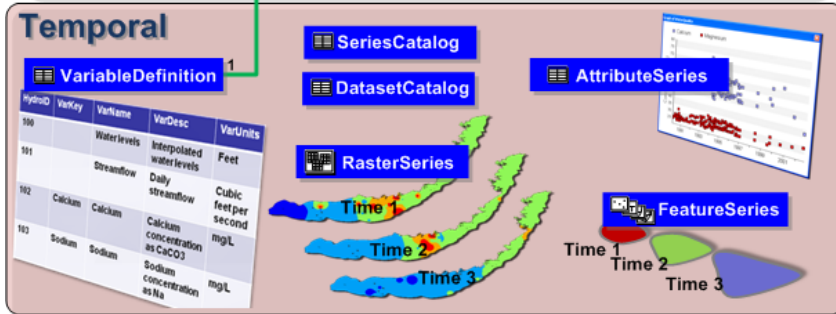 Temporal
VariableDefinition
1
HydroID VarKey VarName VarDesc VarUnits
100 Water levels Interpolated water levels Feet
101 Streamflow Daily streamflow Cubic feet per second
102 Calcium Calcium Calcium concentration as CaCO3 mg/L
103 Sodium Sodium Sodium concentration as Na mg/L
SeriesCatalog
DatasetCatalog
RasterSeries
Time 1
Time 2
Time 3
AttributeSeries
Calcium Magnesium
FeatureSeries
Time 1
Time 2
Time 3